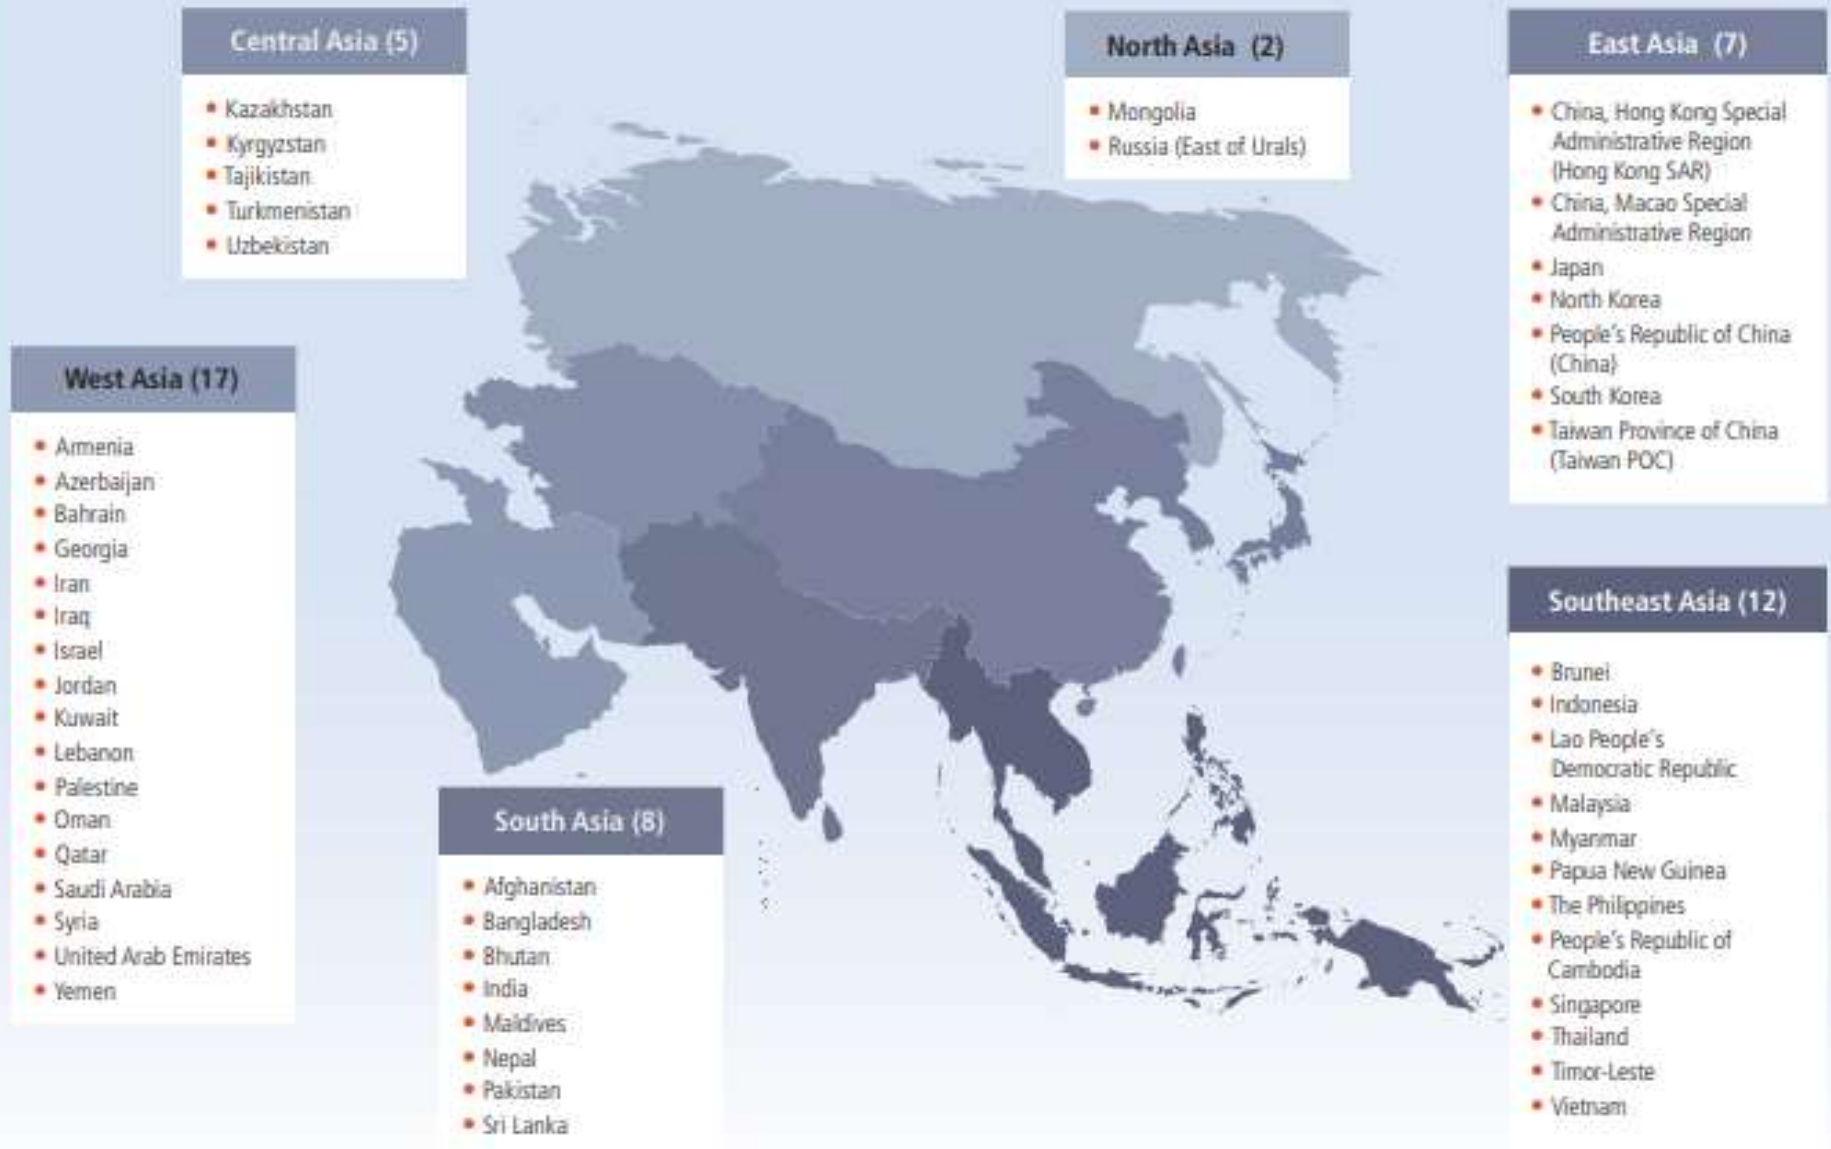 Central Asia (5)
Kazakhstan
Kyrgyzstan
Tajikistan
Turkmenistan
Uzbekistan
North Asia (2)
Mongolia
Russia (East of Urals)
East Asia (7)
China, Hong Kong Special
Administrative Region
(Hong Kong SAR)
China, Macao Special
Administrative Region
Japan
North Korea
People's Republic of China
(China)
South Korea
Taiwan Province of China
(Taiwan POC)
West Asia (17)
Armenia
Azerbaijan
Bahrain
Georgia
Iran
Iraq
Israel
Jordan
Kuwait
Lebanon
Palestine
Oman
Qatar
Saudi Arabia
Syria
United Arab Emirates
Yemen
South Asia (8)
Afghanistan
Bangladesh
Bhutan
India
Maldives
Nepal
Pakistan
Sri Lanka
Southeast Asia (12)
Brunei
Indonesia
Lao People's
Democratic Republic
Malaysia
Myanmar
Papua New Guinea
The Philippines
People's Republic of
Cambodia
Singapore
Thailand
Timor-Leste
Vietnam